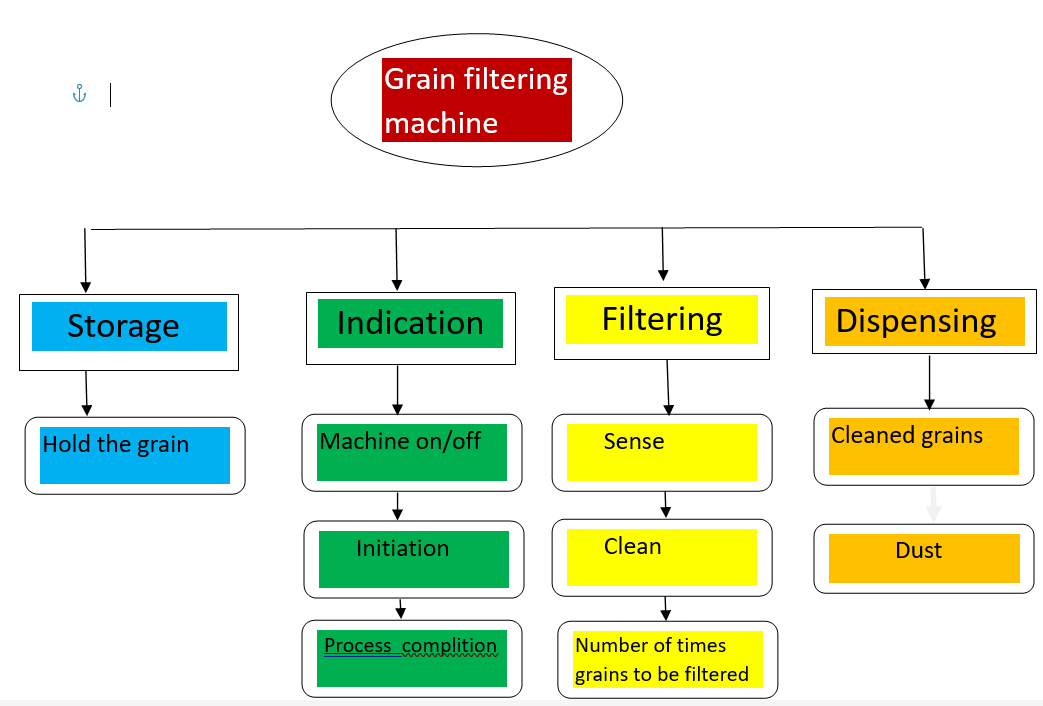 Grain filtering
machine
Storage
Indication
Filtering
Dispensing
Hold the grain
Machine on/off
Sense
Cleaned grains
Initiation
Clean
Dust
Process complition
Number of times
grains to be filtered